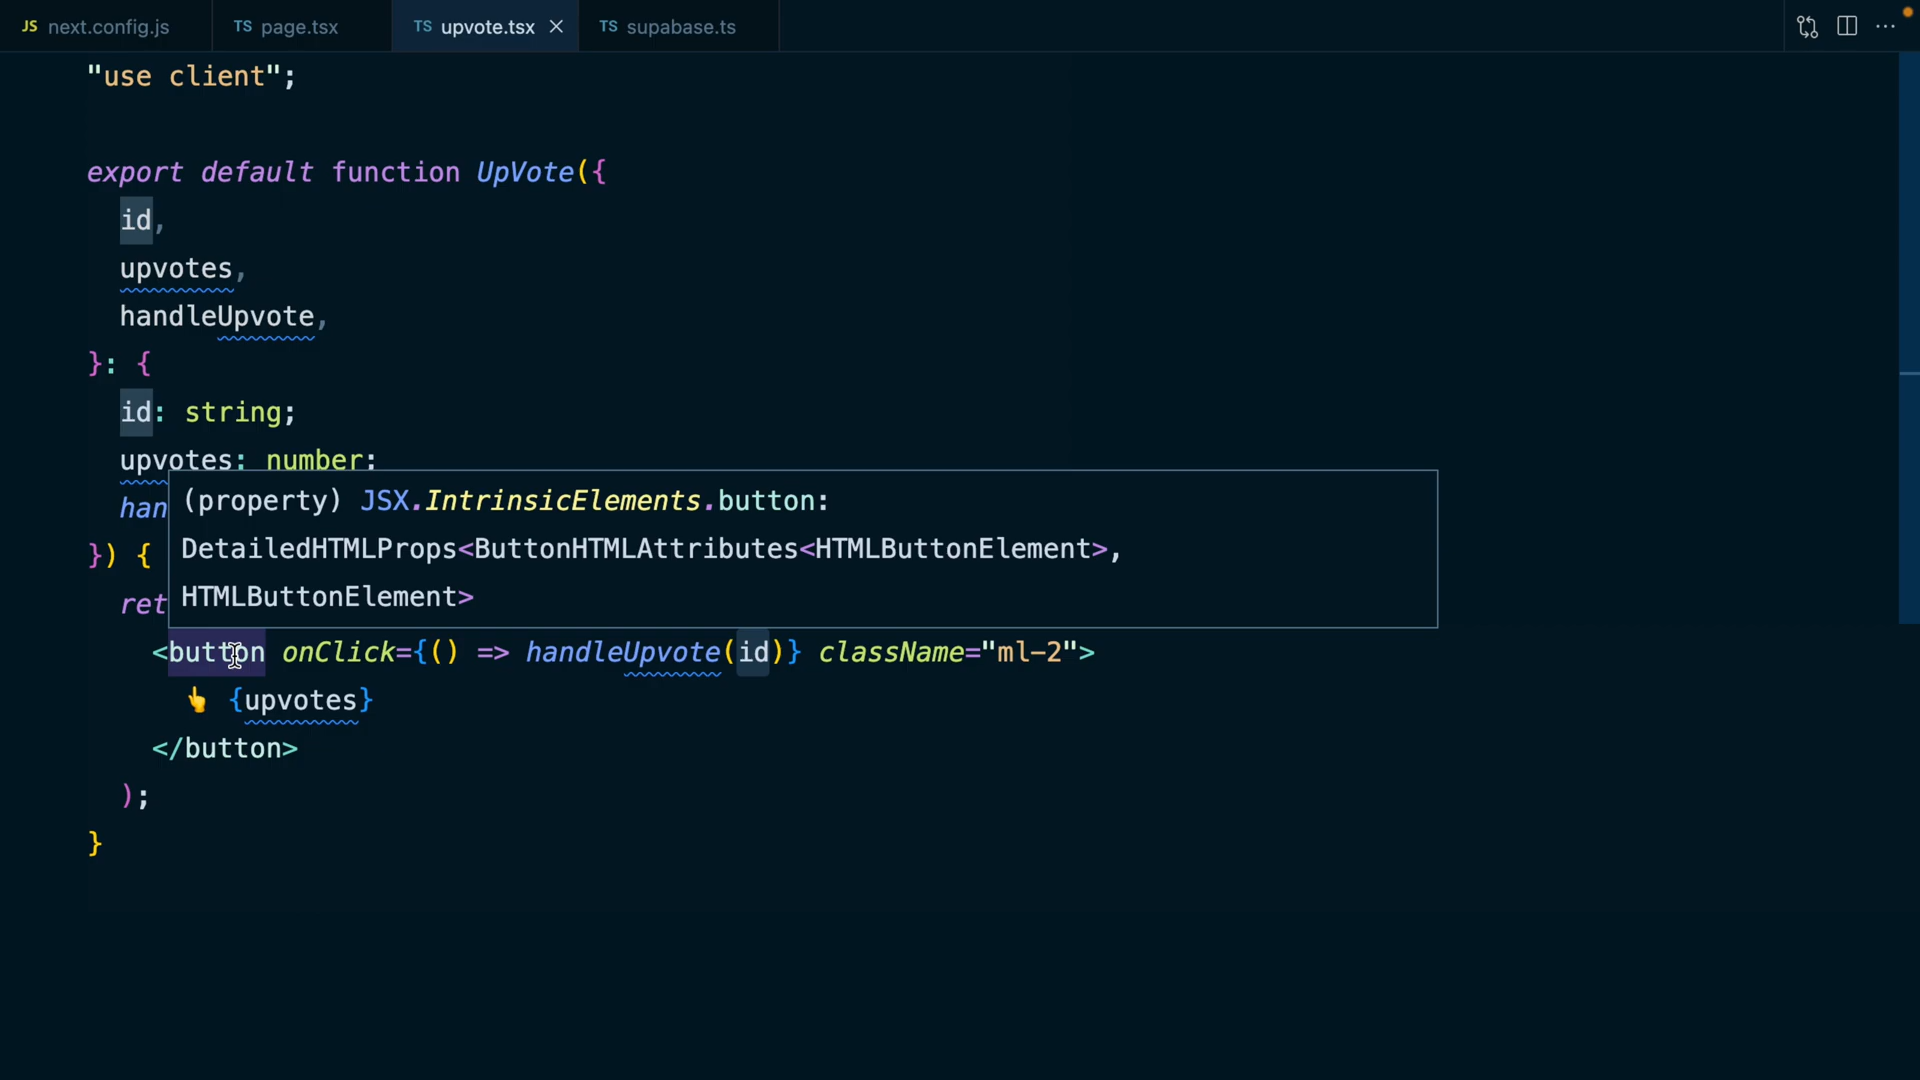 JS next.config.js
TS page.tsx
TS upvote.tsx
TS supabase.ts
"use client";
export default function UpVote({
id,
upvotes,
handleUpvote,
}: {
id: string;
upvotes: number;
han
}) {
ret
(property) JSX.IntrinsicElements.button:
DetailedHTMLProps<ButtonHTMLAttributes<HTMLButtonElement>,
HTMLButtonElement>
<button onClick={() => handleUpvote(id)} className="ml-2">
👆 {upvotes}
</button>
);
}